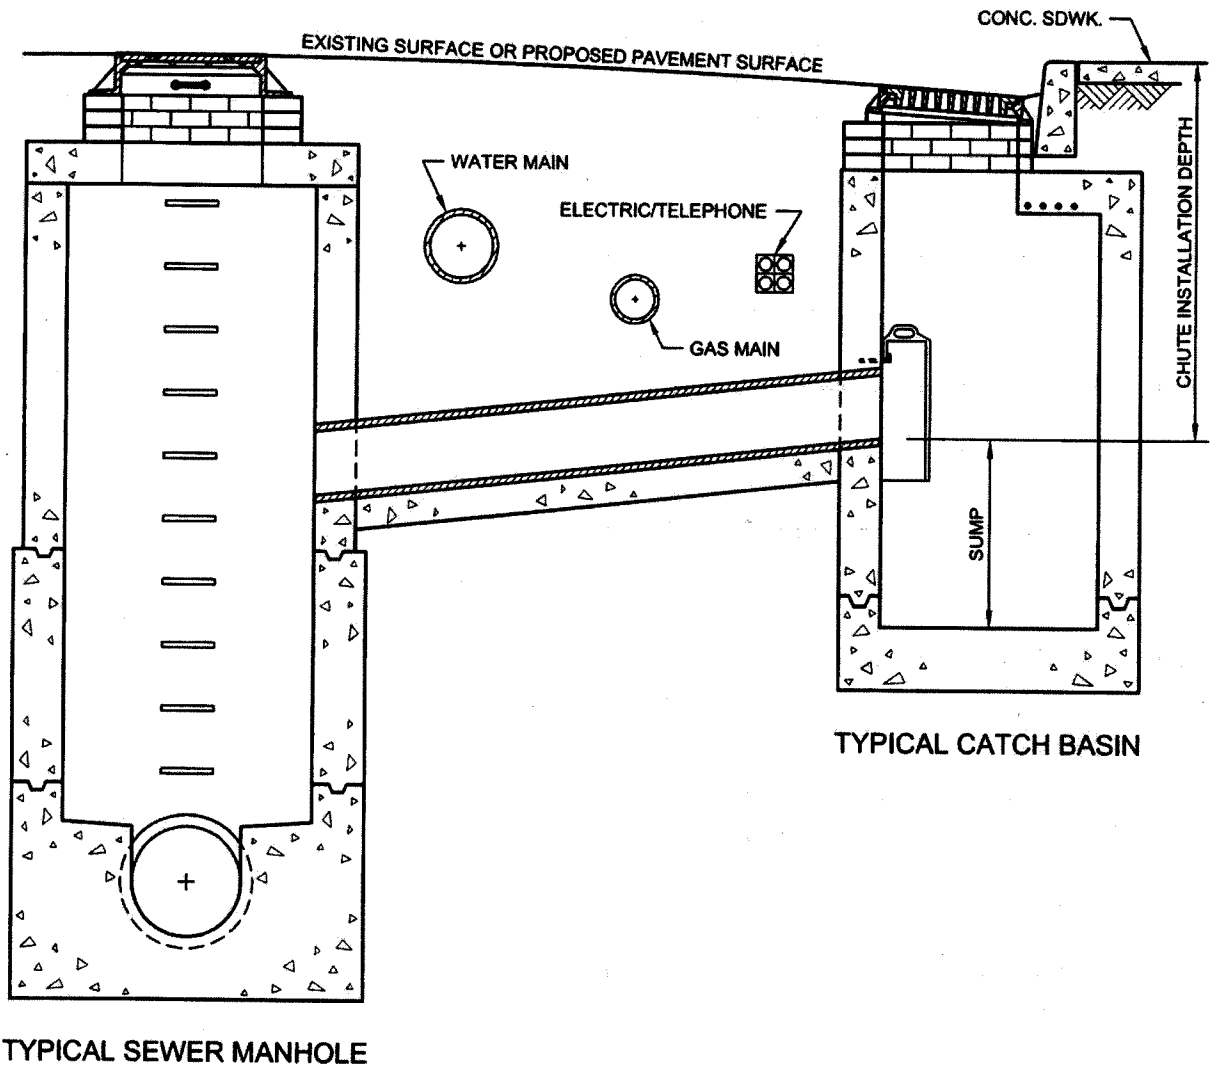 CONC. SDWK.
EXISTING SURFACE OR PROPOSED PAVEMENT SURFACE
WATER MAIN
ELECTRIC/TELEPHONE
GAS MAIN
CHUTE INSTALLATION DEPTH
SUMP
TYPICAL CATCH BASIN
TYPICAL SEWER MANHOLE